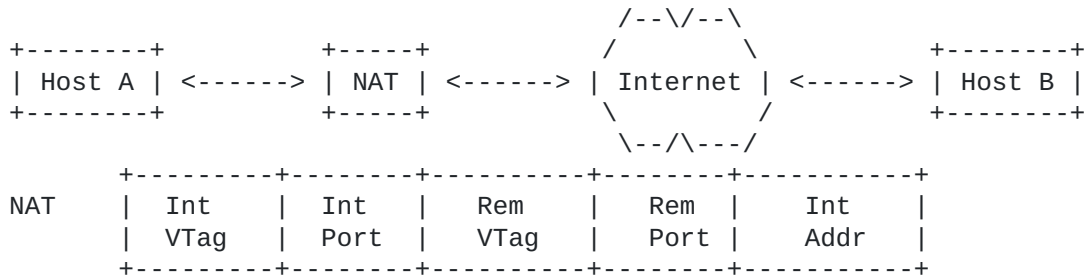 /--\/--\
+--------+ +-----+ / \ +--------+
| Host A | <------> | NAT | <------> | Internet | <------> | Host B |
+--------+ +-----+ \ / +--------+
\--/\---/
+---------+--------+----------+--------+-----------+
NAT | Int | Int | Rem | Rem | Int |
| VTag | Port | VTag | Port | Addr |
+---------+--------+----------+--------+-----------+